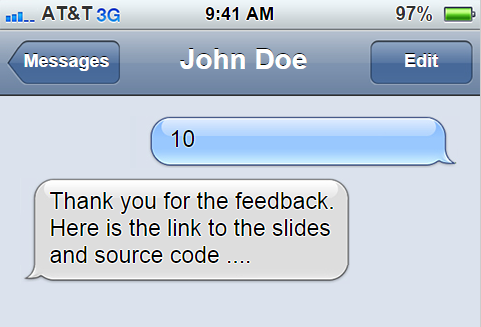 AT&T 3G 9:41 AM 97%
Messages John Doe Edit
10
Thank you for the feedback.
Here is the link to the slides
and source code ....